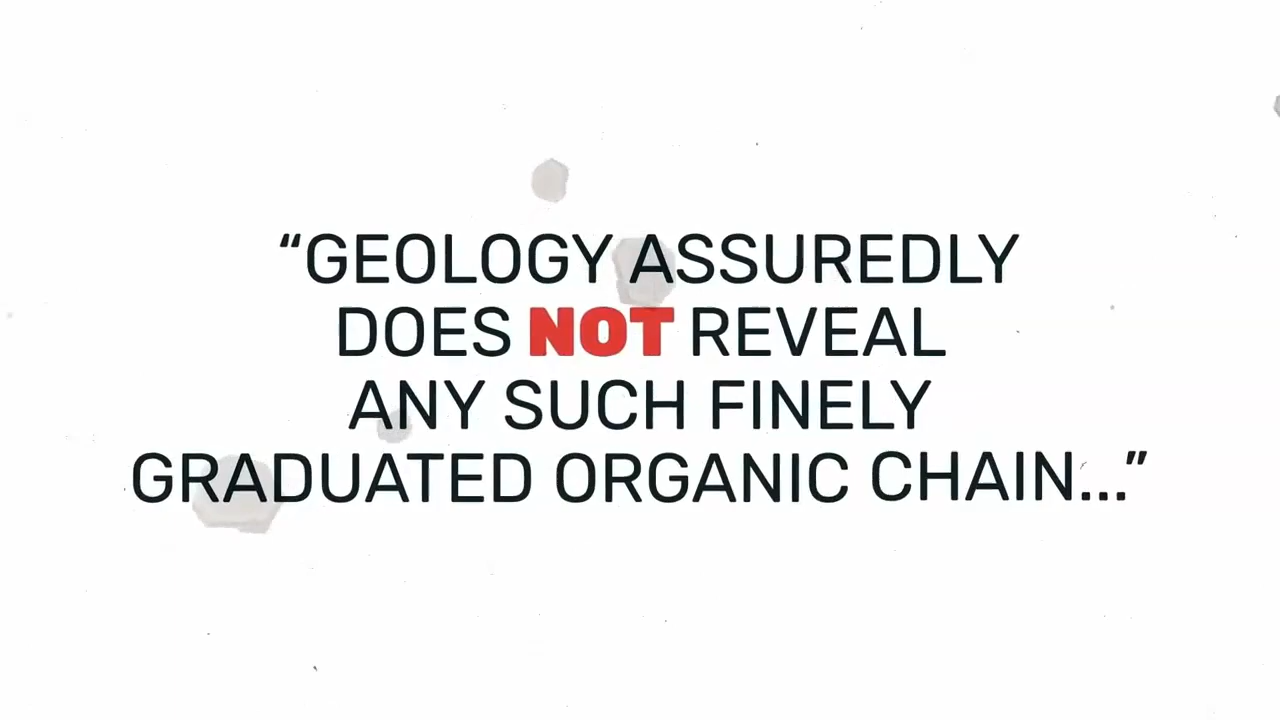 “GEOLOGY ASSUREDLY
DOES NOT REVEAL
ANY SUCH FINELY
GRADUATED ORGANIC CHAIN...”